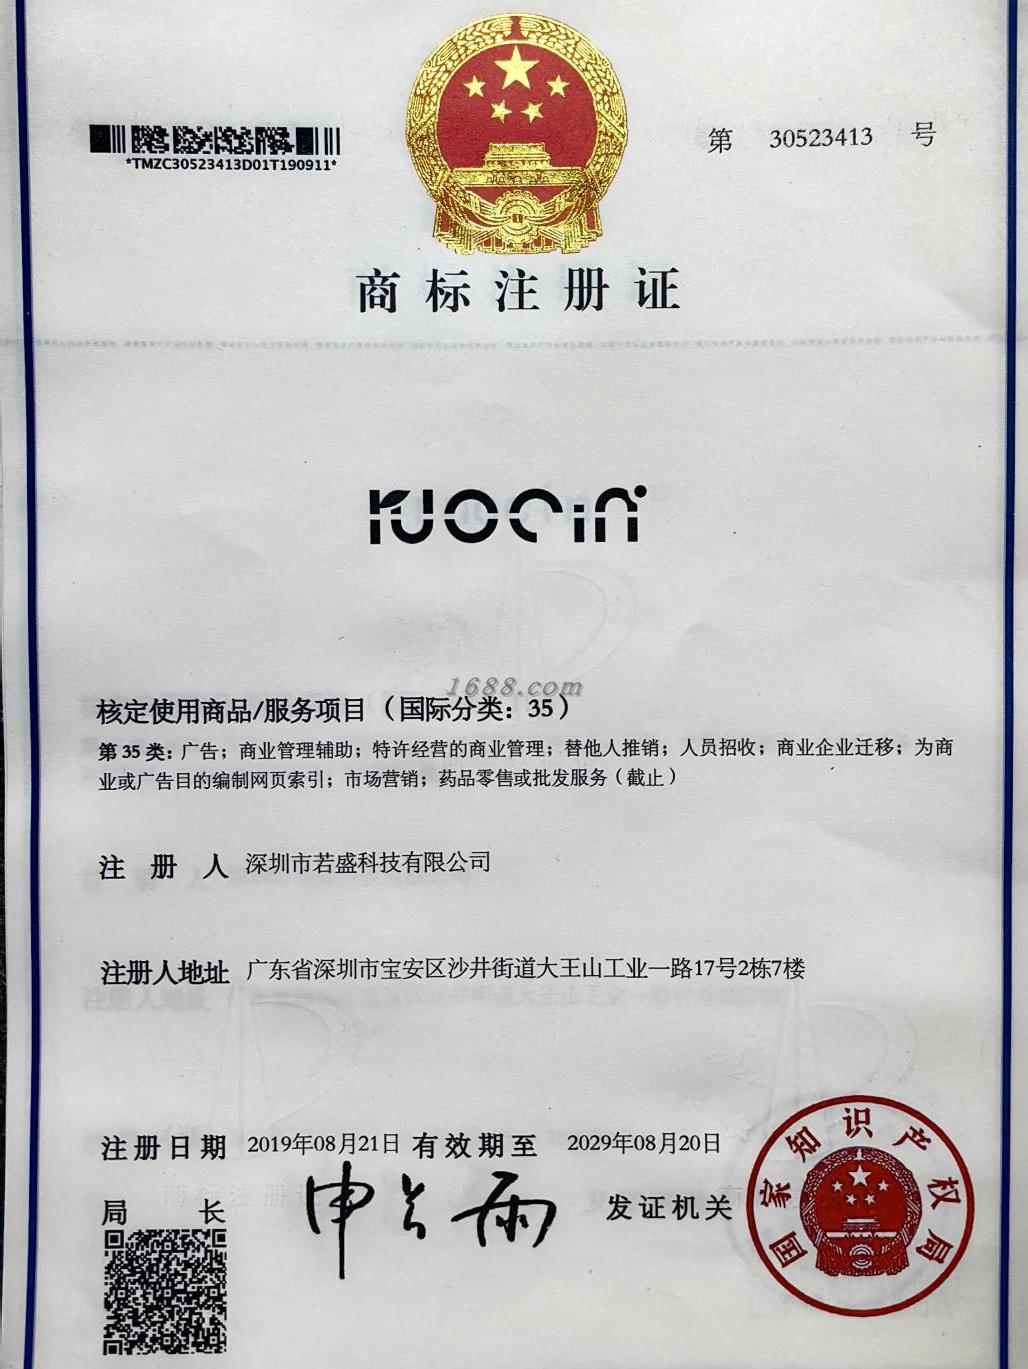 *TMZC30523413D01T190911*
第 30523413 号
商标注册证
ruocin
1688.com
核定使用商品/服务项目（国际分类：35）
第 35 类：广告；商业管理辅助；特许经营的商业管理；替他人推销；人员招收；商业企业迁移；为商
业或广告目的编制网页索引；市场营销；药品零售或批发服务（截止）
注册人 深圳市若盛科技有限公司
注册人地址 广东省深圳市宝安区沙井街道大王山工业一路17号2栋7楼
注册日期 2019年08月21日 有效期至 2029年08月20日
局长 申长雨 发证机关
国家知识产权局